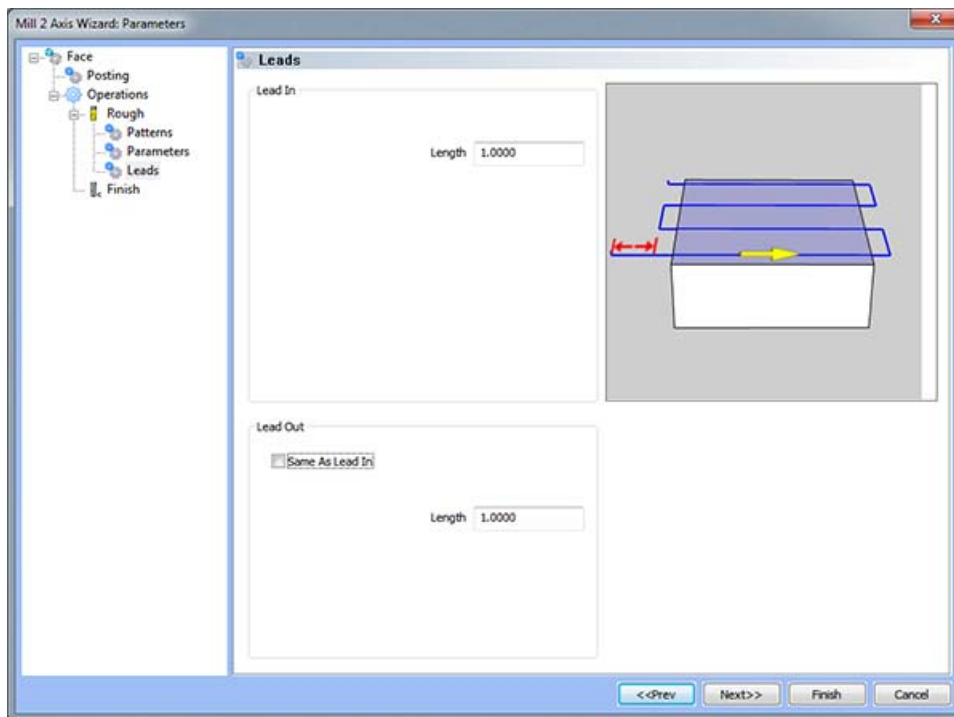 Mill 2 Axis Wizard: Parameters
Face
Posting
Operations
Rough
Patterns
Parameters
Leads
Finish
Leads
Lead In
Length 1.0000
Lead Out
Same As Lead In
Length 1.0000
<<Prev Next>> Finish Cancel